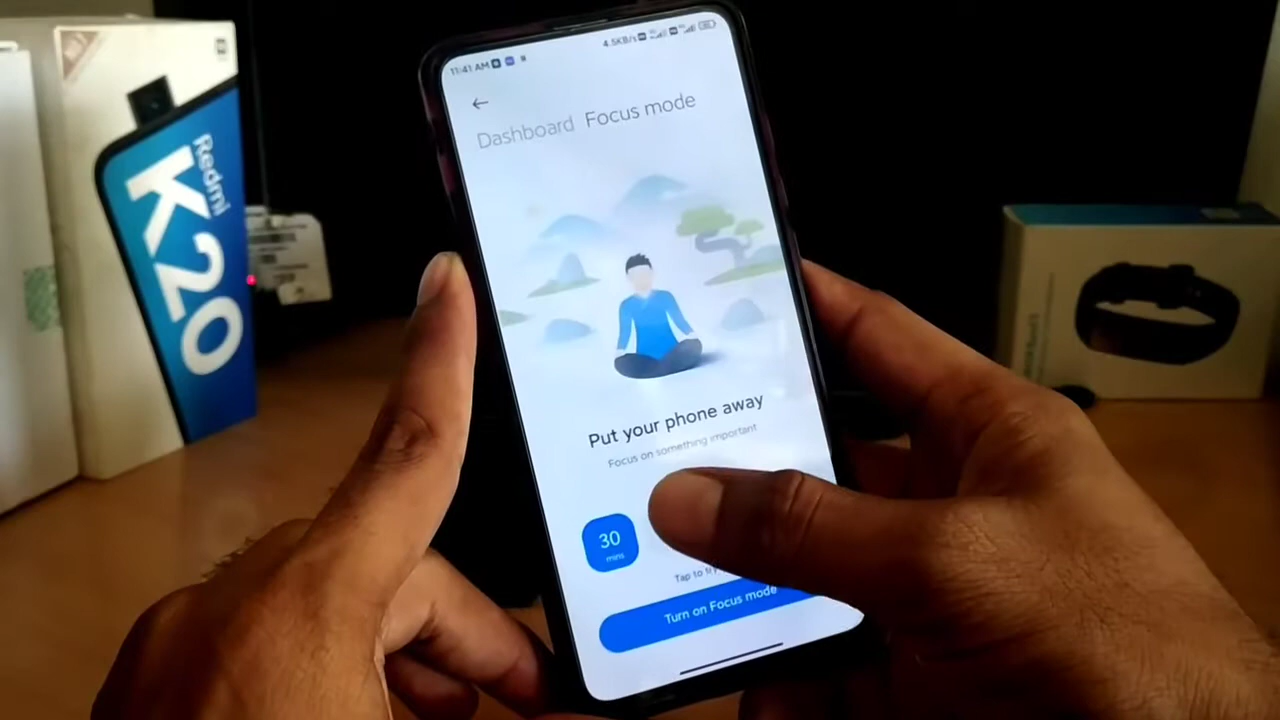 Redmi
K20
11:41 AM
4.5KB/s
Dashboard Focus mode
Put your phone away
Focus on something important
30
mins
Tap to
Turn on Focus mode